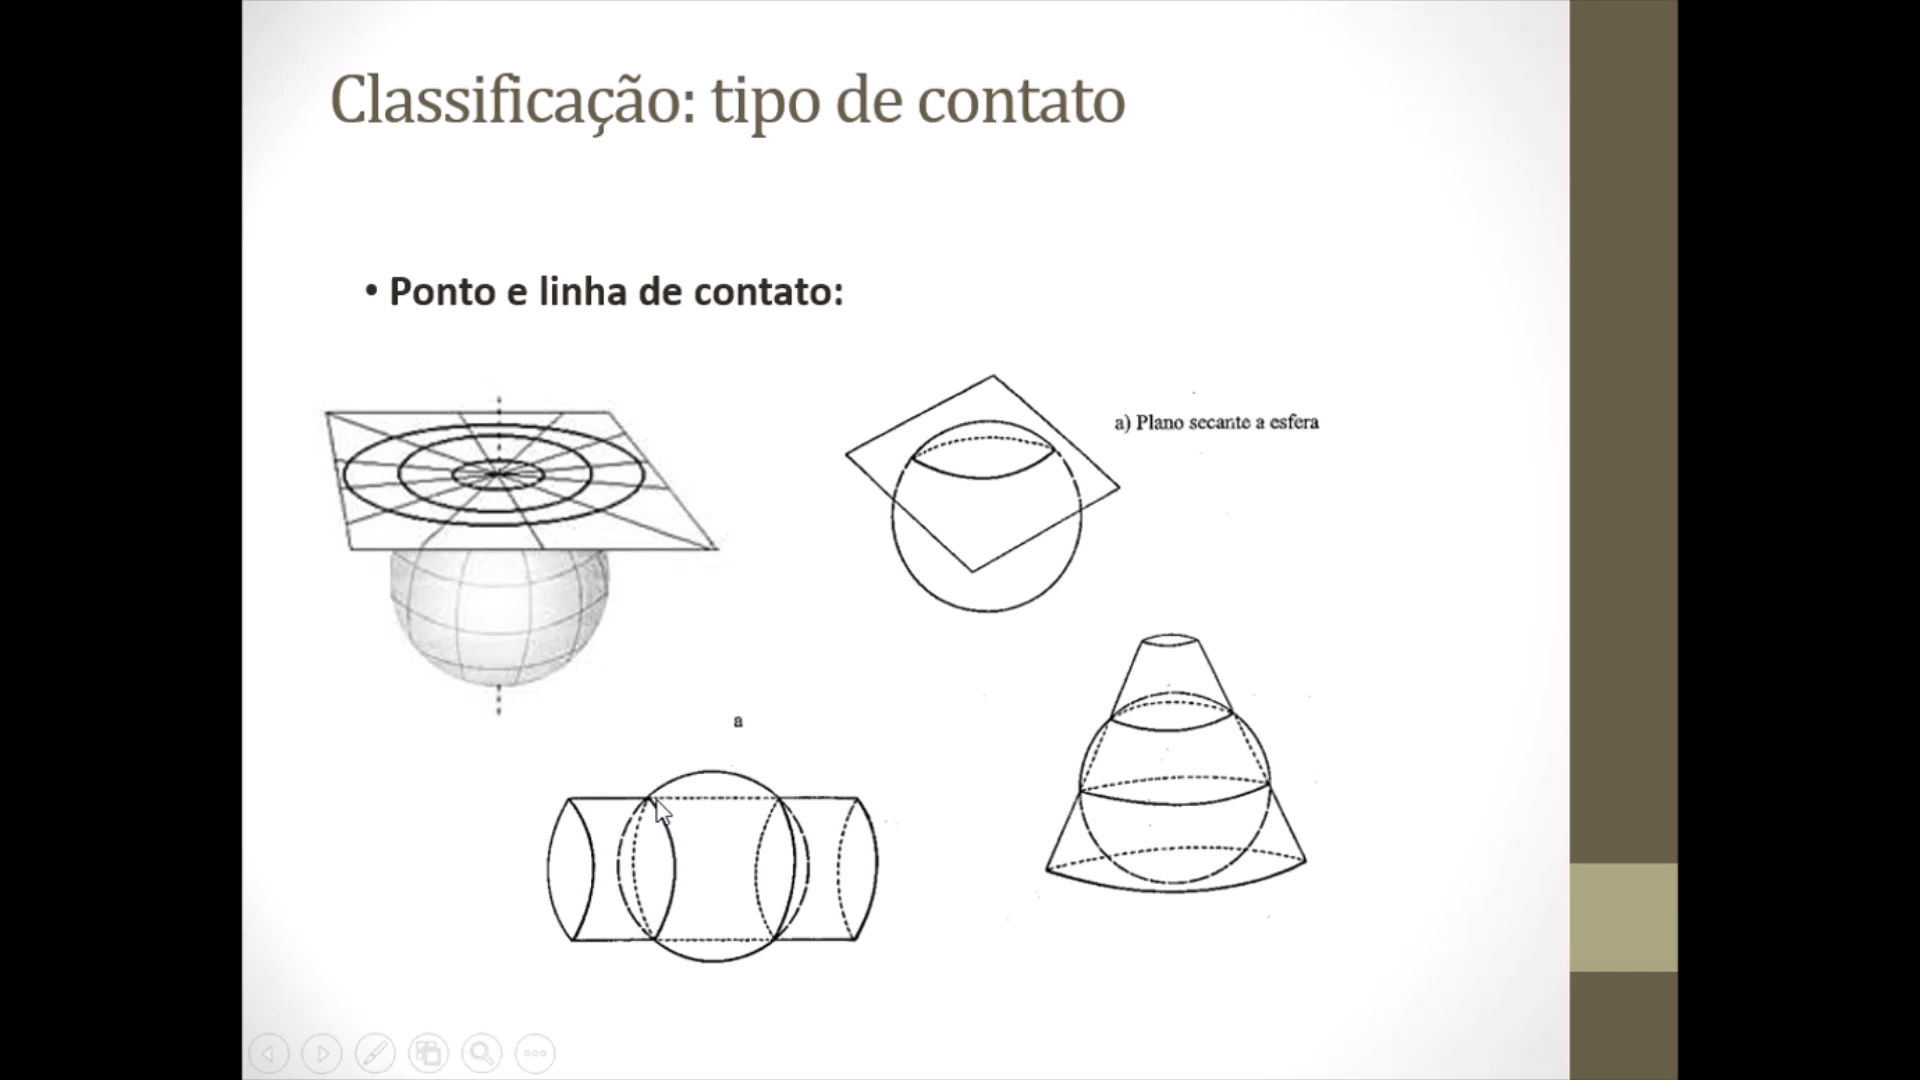 Classificação: tipo de contato
• Ponto e linha de contato:
a) Plano secante a esfera
a